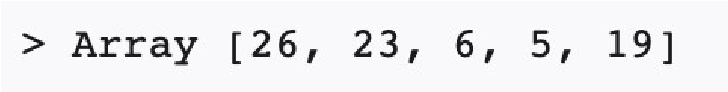 > Array [26, 23, 6, 5, 19]